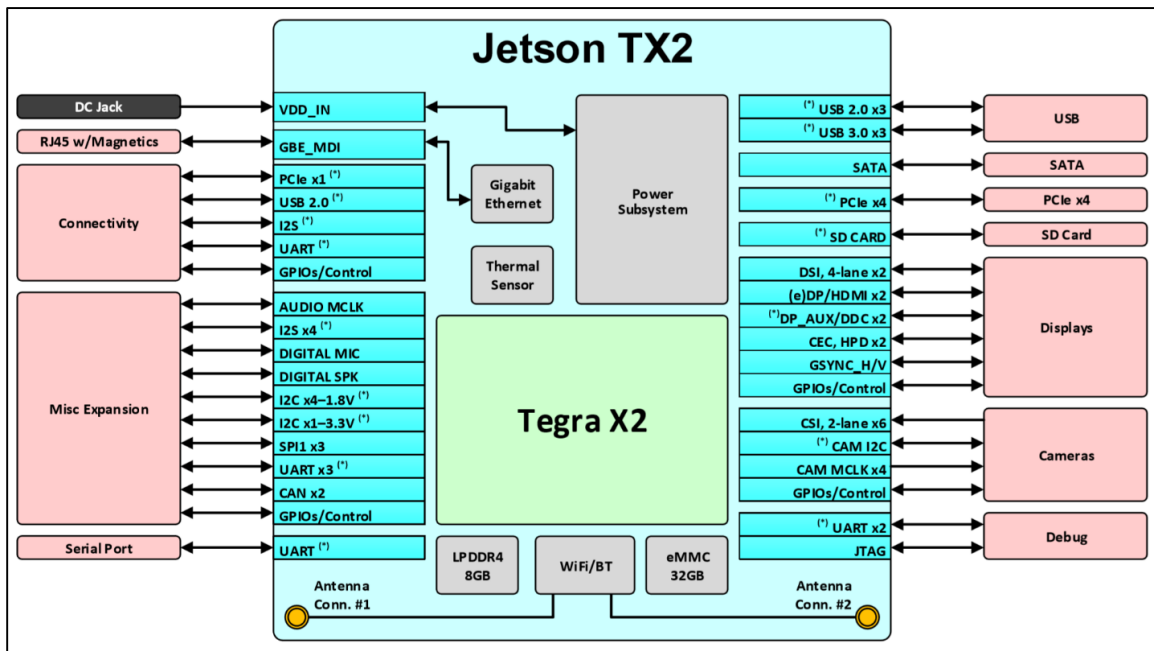 Jetson TX2
DC Jack
RJ45 w/Magnetics
Connectivity
Misc Expansion
Serial Port
VDD_IN
GBE_MDI
PCIe x1 (*)
USB 2.0 (*)
I2S (*)
UART (*)
GPIOs/Control
AUDIO MCLK
I2S x4 (*)
DIGITAL MIC
DIGITAL SPK
I2C x4–1.8V (*)
I2C x1–3.3V (*)
SPI1 x3
UART x3 (*)
CAN x2
GPIOs/Control
UART (*)
Gigabit
Ethernet
Thermal
Sensor
Power
Subsystem
Tegra X2
LPDDR4
8GB
WiFi/BT
eMMC
32GB
Antenna
Conn. #1
Antenna
Conn. #2
(*) USB 2.0 x3
(*) USB 3.0 x3
SATA
(*) PCIe x4
(*) SD CARD
DSI, 4-lane x2
(e)DP/HDMI x2
(*)DP_AUX/DDC x2
CEC, HPD x2
GSYNC_H/V
GPIOs/Control
CSI, 2-lane x6
(*) CAM I2C
CAM MCLK x4
GPIOs/Control
(*) UART x2
JTAG
USB
SATA
PCIe x4
SD Card
Displays
Cameras
Debug